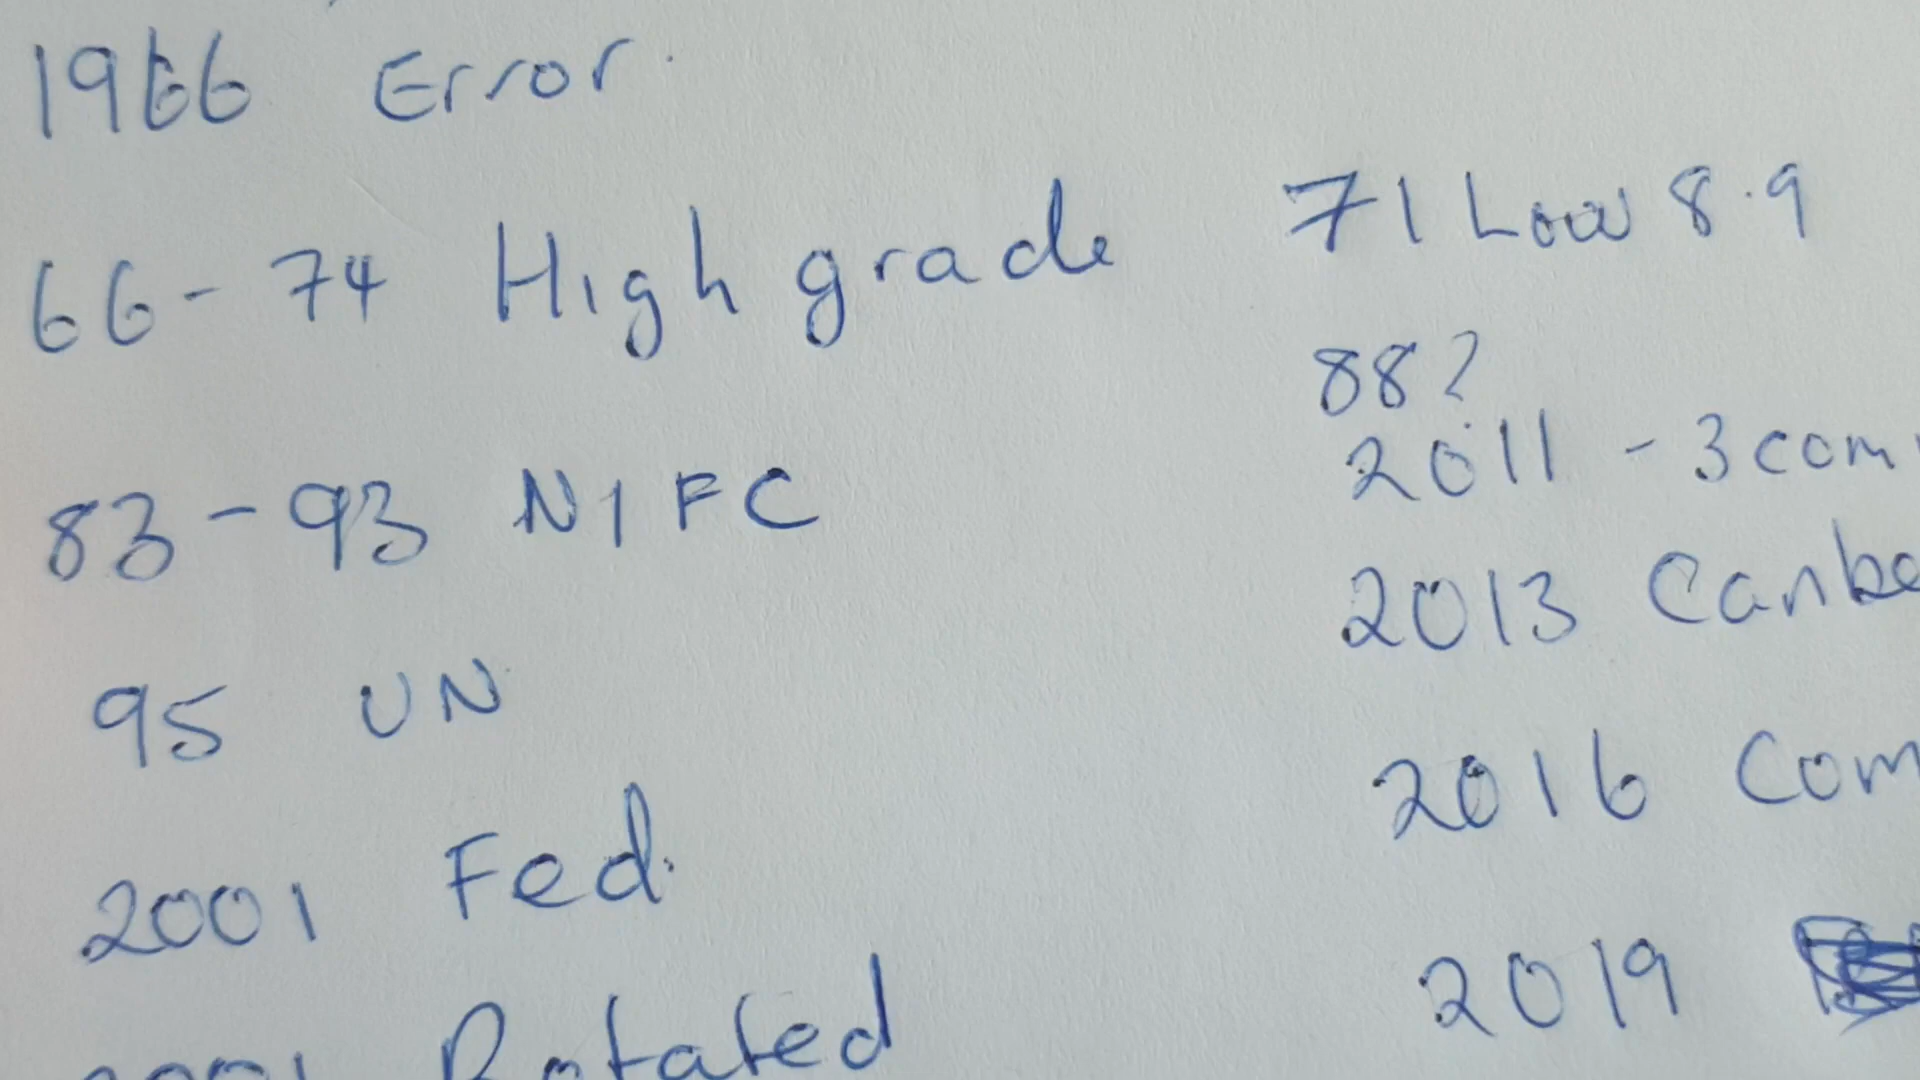 1966 Error.
66-74 High grade
83-93 N1FC
95 UN
2001 Fed.
2001 Rotated
71 Low 8.9
88?
2011 - 3 com
2013 Canbe
2016 Com
2019